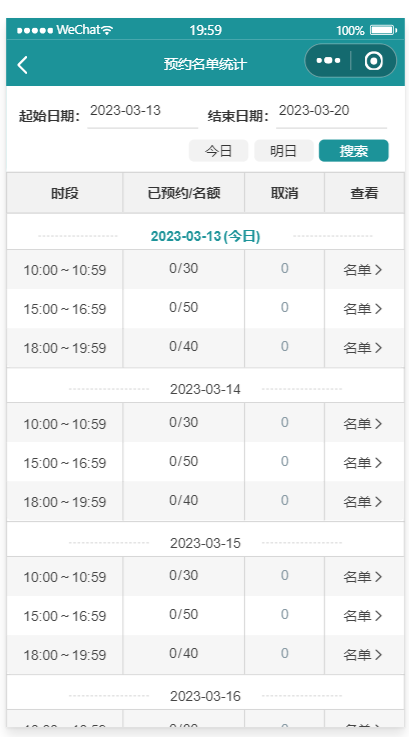 WeChat 19:59 100%
预约名单统计
起始日期: 2023-03-13 结束日期: 2023-03-20
今日 明日 搜索
时段 已预约/名额 取消 查看
2023-03-13 (今日)
10:00 ~ 10:59 0/30 0 名单
15:00 ~ 16:59 0/50 0 名单
18:00 ~ 19:59 0/40 0 名单
2023-03-14
10:00 ~ 10:59 0/30 0 名单
15:00 ~ 16:59 0/50 0 名单
18:00 ~ 19:59 0/40 0 名单
2023-03-15
10:00 ~ 10:59 0/30 0 名单
15:00 ~ 16:59 0/50 0 名单
18:00 ~ 19:59 0/40 0 名单
2023-03-16